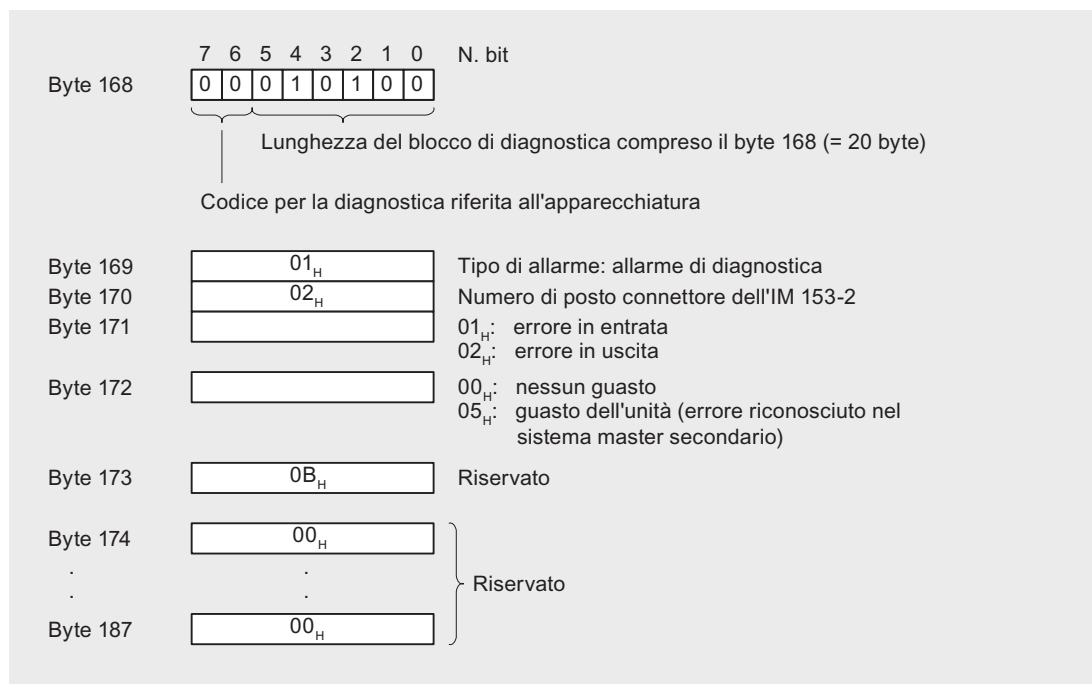 7 6 5 4 3 2 1 0 N. bit
Byte 168 0 0 0 1 0 1 0 0
Lunghezza del blocco di diagnostica compreso il byte 168 (= 20 byte)
Codice per la diagnostica riferita all'apparecchiatura
Byte 169 01H Tipo di allarme: allarme di diagnostica
Byte 170 02H Numero di posto connettore dell'IM 153-2
Byte 171 01H: errore in entrata
02H: errore in uscita
Byte 172 00H: nessun guasto
05H: guasto dell'unità (errore riconosciuto nel
sistema master secondario)
Byte 173 0BH Riservato
Byte 174 00H
. .
. .
Riservato
Byte 187 00H